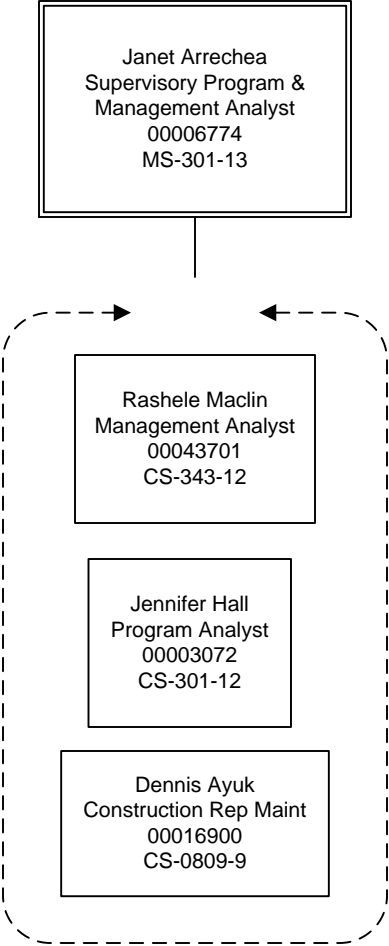 Janet Arrechea
Supervisory Program &
Management Analyst
00006774
MS-301-13
Rashele Maclin
Management Analyst
00043701
CS-343-12
Jennifer Hall
Program Analyst
00003072
CS-301-12
Dennis Ayuk
Construction Rep Maint
00016900
CS-0809-9